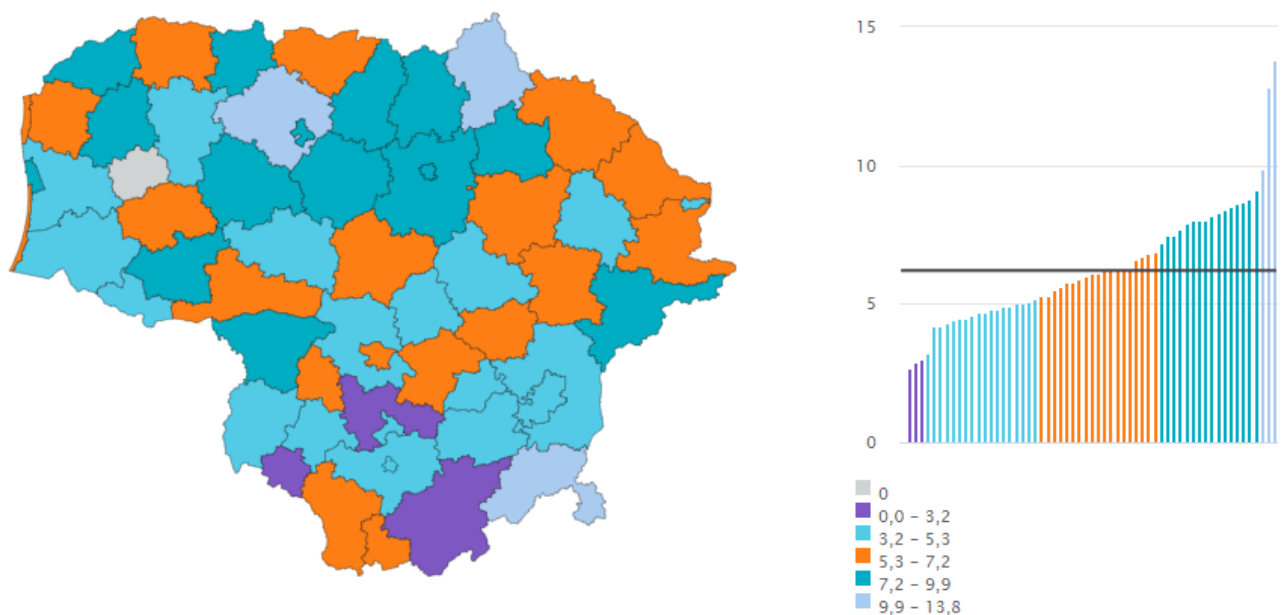 15
10
5
0
0
0,0 – 3,2
3,2 – 5,3
5,3 – 7,2
7,2 – 9,9
9,9 – 13,8